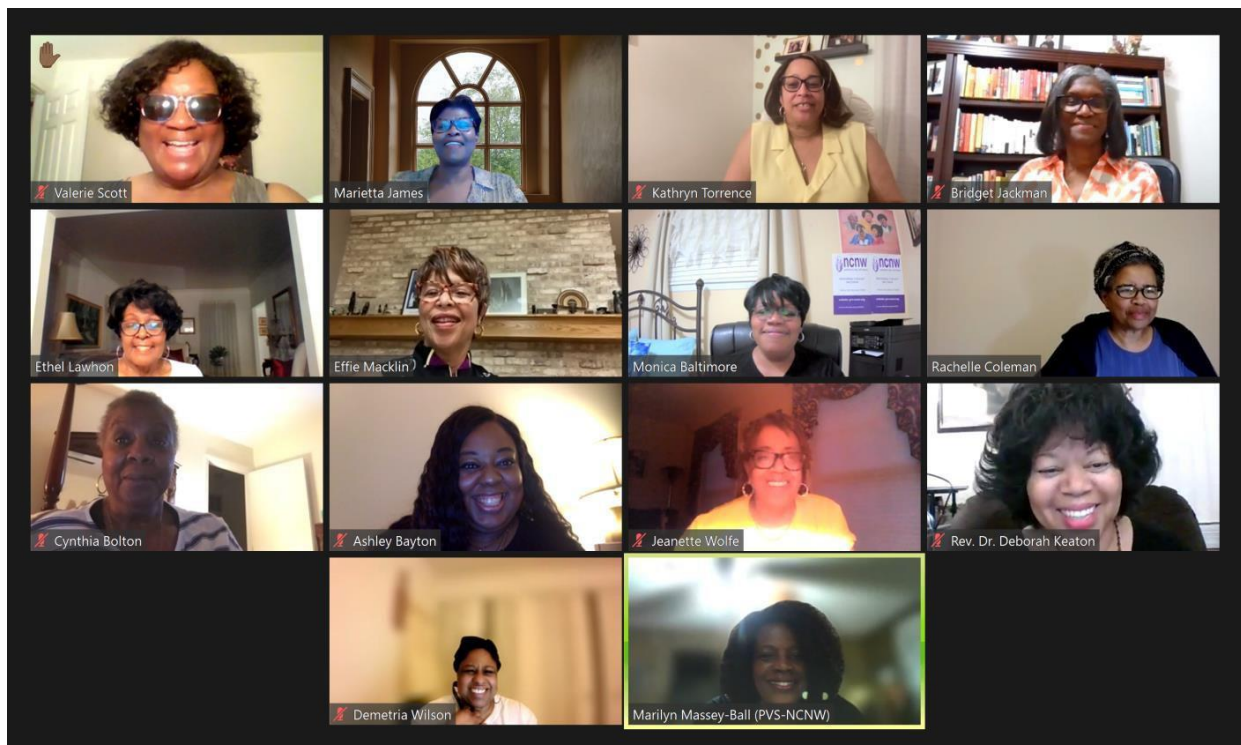 Valerie Scott
Marietta James
Kathryn Torrence
Bridget Jackman
ncnw ncnw
Ethel Lawhon
Effie Macklin
Monica Baltimore
Rachelle Coleman
Cynthia Bolton
Ashley Bayton
Jeanette Wolfe
Rev. Dr. Deborah Keaton
Demetria Wilson
Marilyn Massey-Ball (PVS-NCNW)